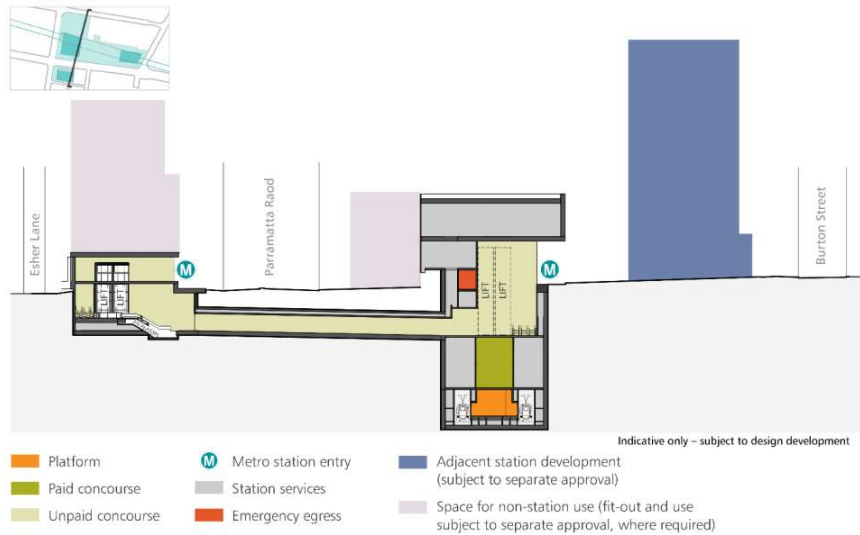 Esher Lane
Parramatta Raod
Burton Street
M
M
LIFT
LIFT
LIFT
LIFT
Indicative only – subject to design development
Platform
Paid concourse
Unpaid concourse
M Metro station entry
Station services
Emergency egress
Adjacent station development
(subject to separate approval)
Space for non-station use (fit-out and use
subject to separate approval, where required)